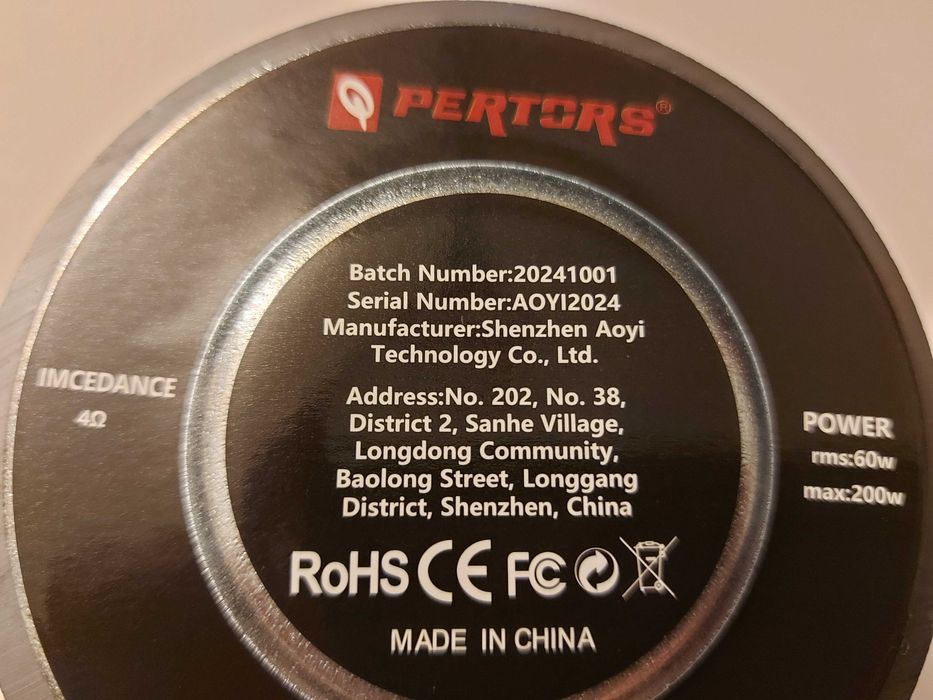 PERTORS®
Batch Number:20241001
Serial Number:AOYI2024
Manufacturer:Shenzhen Aoyi
Technology Co., Ltd.
Address:No. 202, No. 38,
District 2, Sanhe Village,
Longdong Community,
Baolong Street, Longgang
District, Shenzhen, China
RoHS CE FC
MADE IN CHINA
IMCEDANCE
4Ω
POWER
rms:60w
max:200w